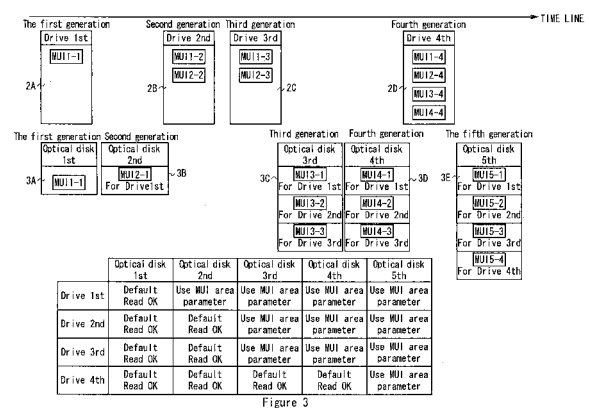 TIME LINE
The first generation Second generation Third generation Fourth generation
Drive 1st Drive 2nd Drive 3rd Drive 4th
MUI1-1 MUI1-2 MUI1-3 MUI1-4
MUI2-2 MUI2-3 MUI2-4
MUI3-4
MUI4-4
2A 2B 2C 2D
The first generation Second generation Third generation Fourth generation The fifth generation
Optical disk 1st Optical disk 2nd Optical disk 3rd Optical disk 4th Optical disk 5th
3A MUI1-1 MUI2-1 3B 3C MUI3-1 MUI4-1 3D 3E MUI5-1
For Drive1st For Drive 1st For Drive 1st For Drive 1st
MUI3-2 MUI4-2 MUI5-2
For Drive 2nd For Drive 2nd For Drive 2nd
MUI3-3 MUI4-3 MUI5-3
For Drive 3rd For Drive 3rd For Drive 3rd
MUI5-4
For Drive 4th
Optical disk 1st Optical disk 2nd Optical disk 3rd Optical disk 4th Optical disk 5th
Drive 1st Default Read OK Use MUI area parameter Use MUI area parameter Use MUI area parameter Use MUI area parameter
Drive 2nd Default Read OK Default Read OK Use MUI area parameter Use MUI area parameter Use MUI area parameter
Drive 3rd Default Read OK Default Read OK Use MUI area parameter Use MUI area parameter Use MUI area parameter
Drive 4th Default Read OK Default Read OK Default Read OK Default Read OK Use MUI area parameter
Figure 3